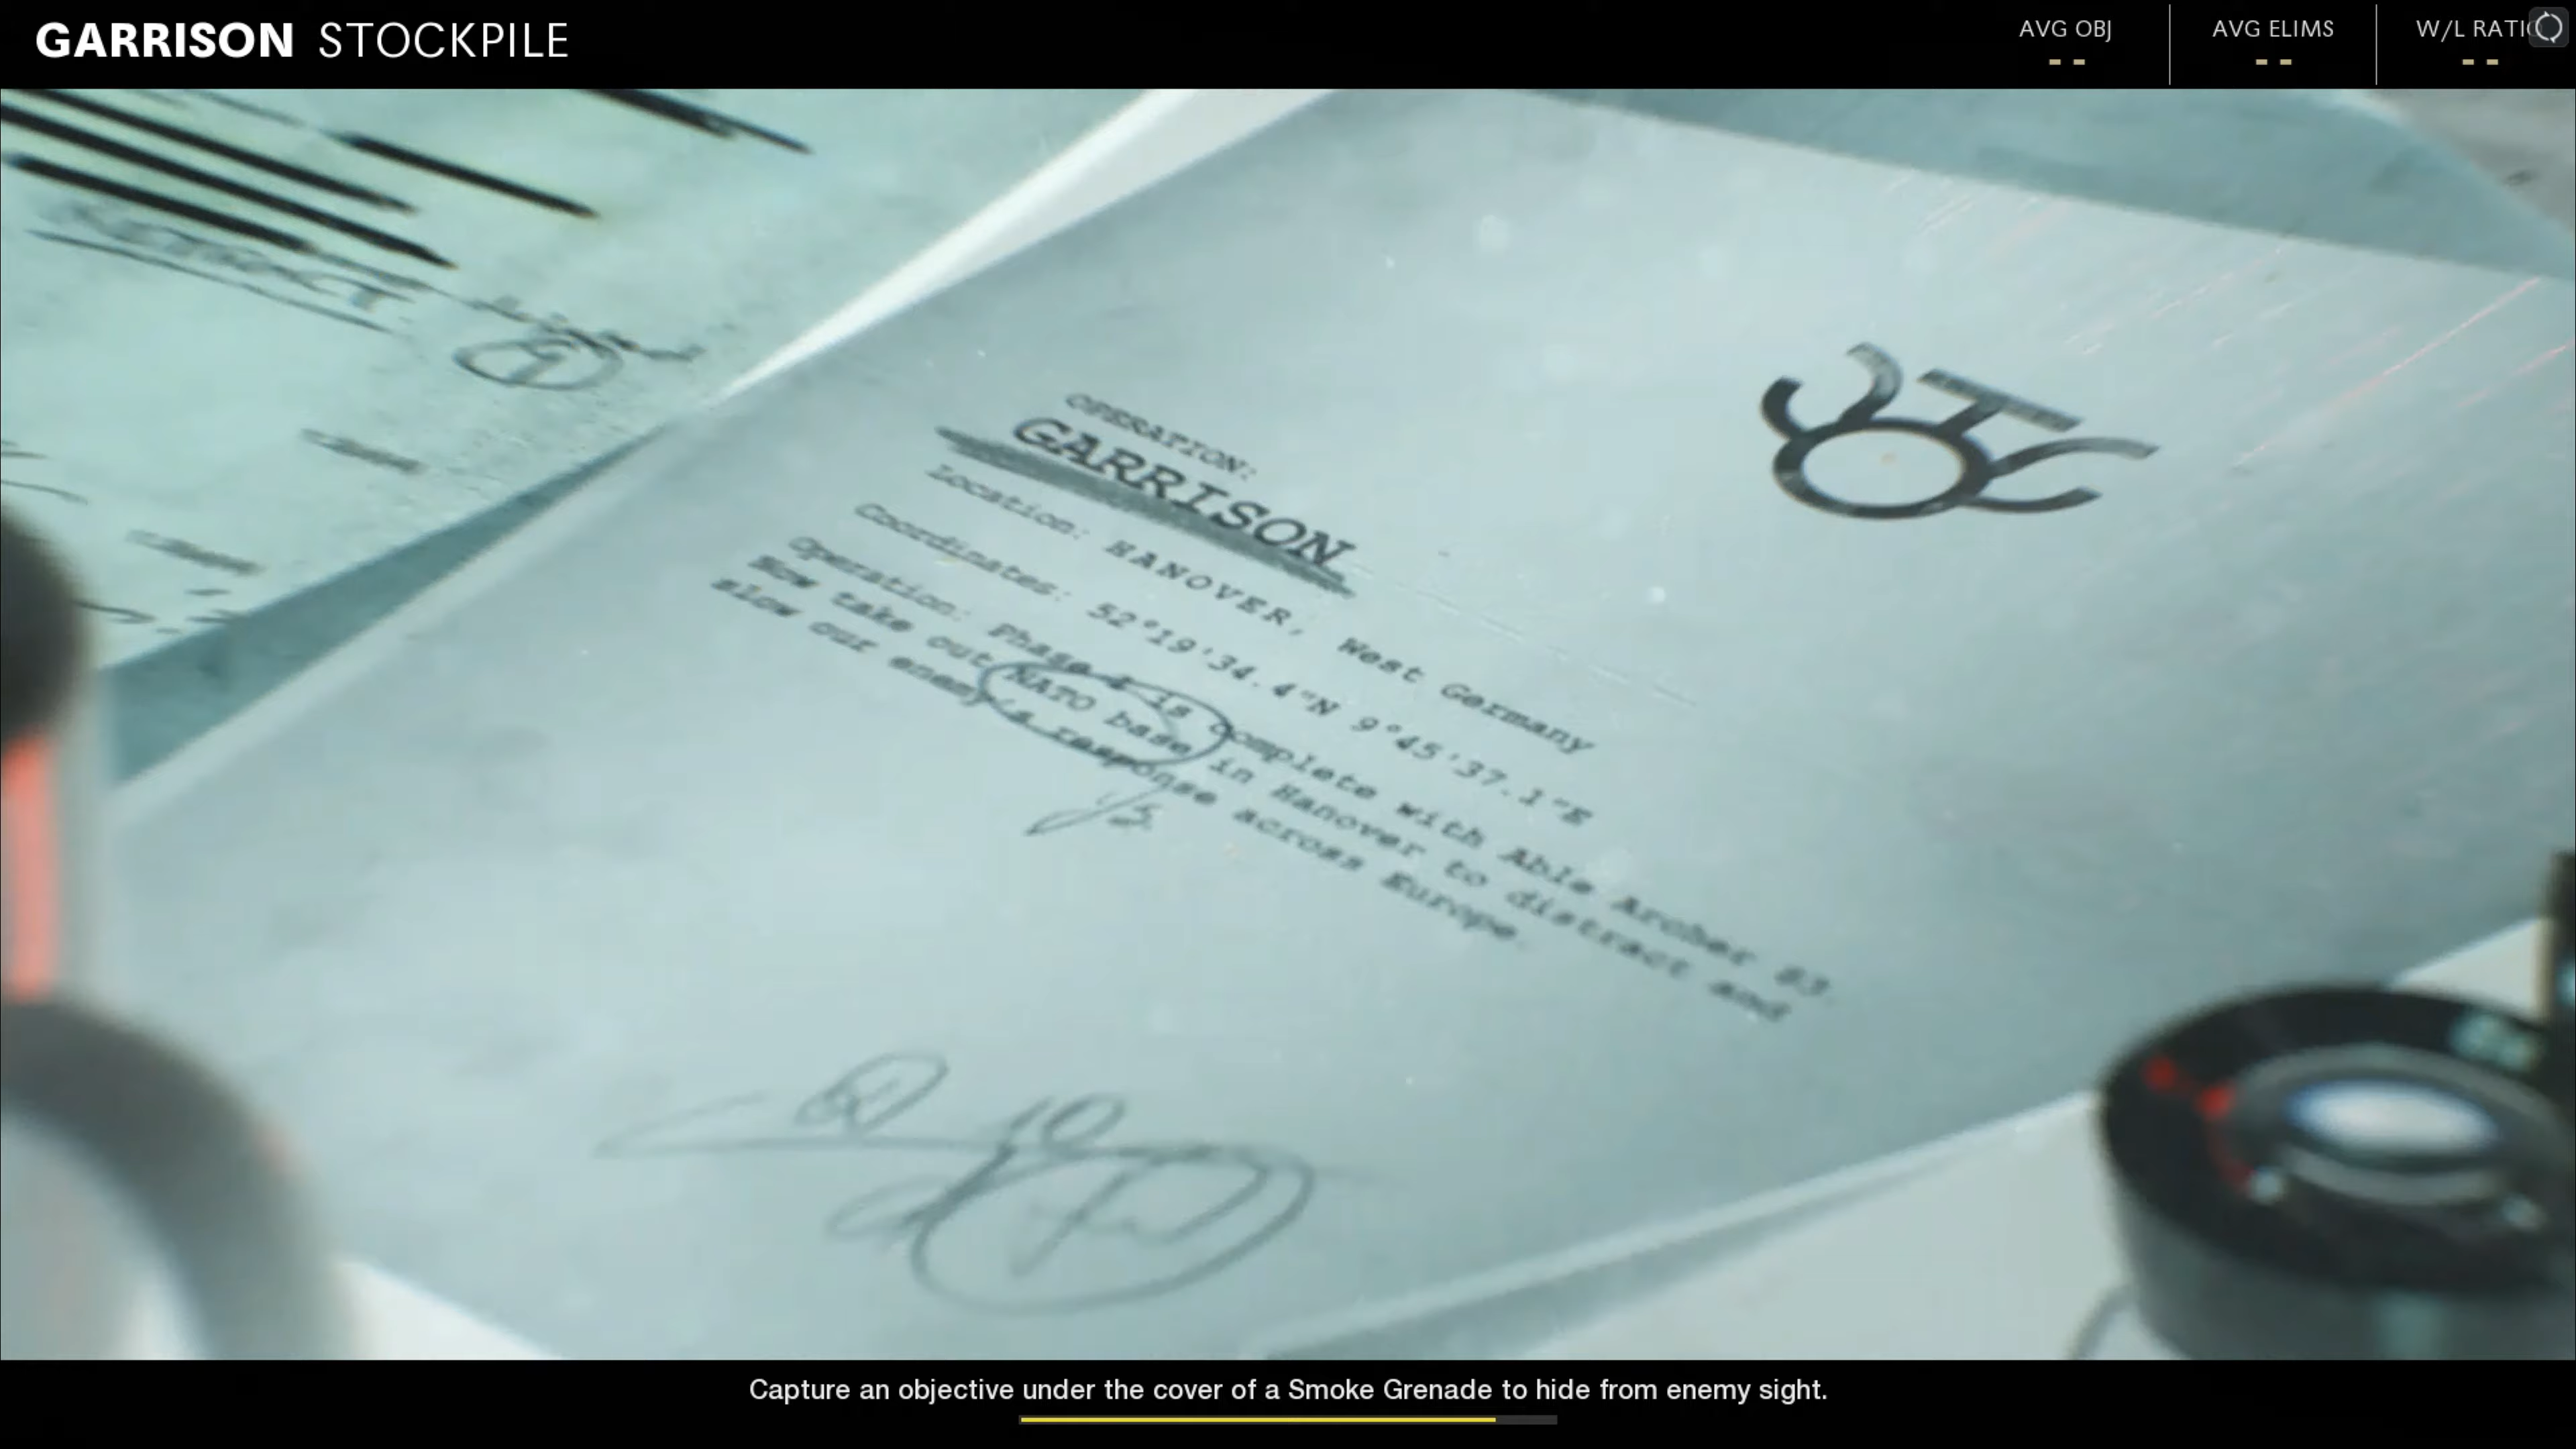 GARRISON STOCKPILE
AVG OBJ
--
AVG ELIMS
--
W/L RATIO
--
OPERATION:
GARRISON
Location: HANOVER, West Germany
Coordinates: 52°19'34.4"N 9°45'37.1"E
Operation: Phase 1 is complete with Able Archer 83.
Now take out NATO base in Hanover to distract and
slow our enemy's response across Europe.
Capture an objective under the cover of a Smoke Grenade to hide from enemy sight.